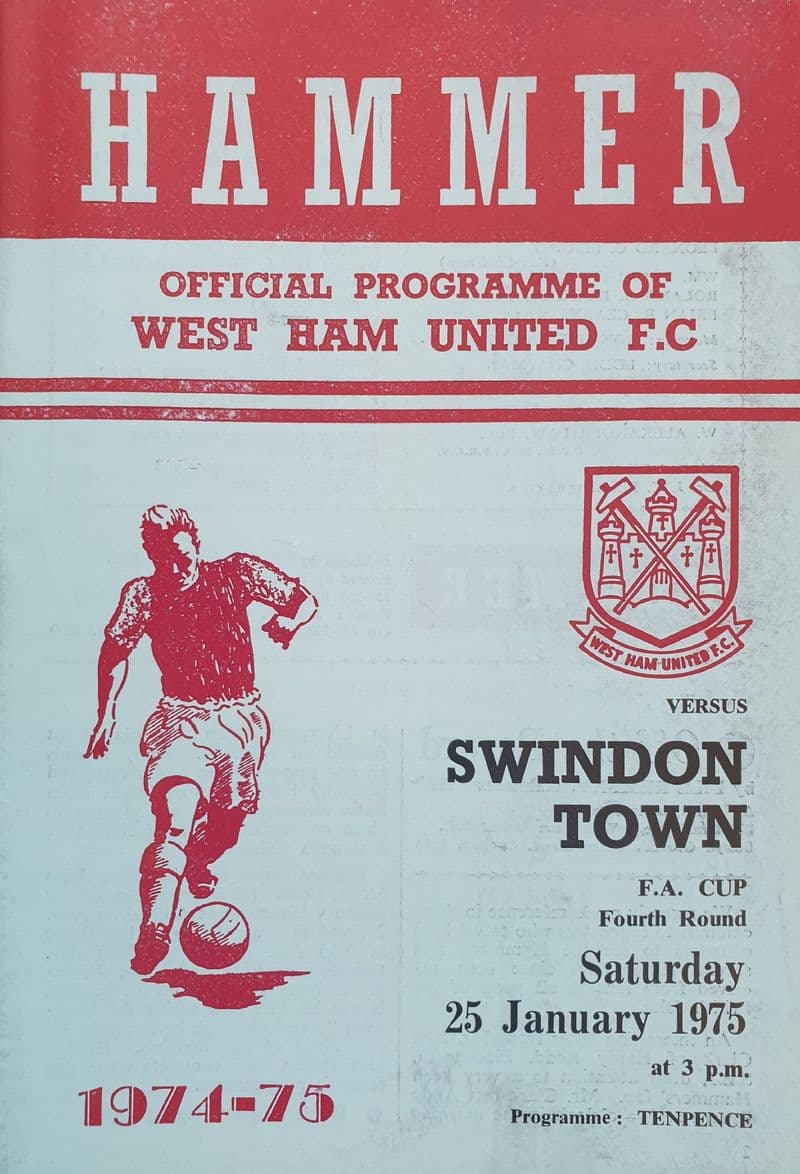 HAMMER
OFFICIAL PROGRAMME OF
WEST HAM UNITED F.C
WEST HAM UNITED F.C.
VERSUS
SWINDON
TOWN
F.A. CUP
Fourth Round
Saturday
25 January 1975
at 3 p.m.
1974-75
Programme : TENPENCE